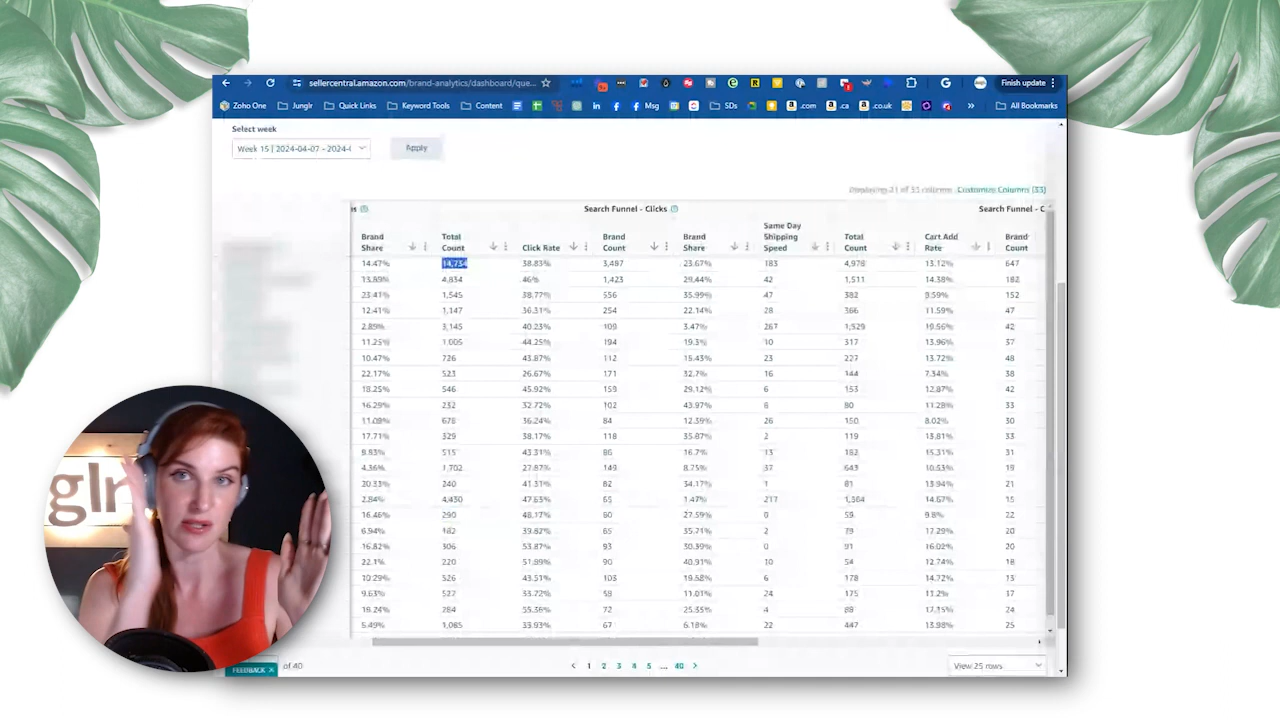 sellercentral.amazon.com/brand-analytics/dashboard/que...
Finish update
Zoho One Junglr Quick Links Keyword Tools Content Msg SDs .com .ca .co.uk » All Bookmarks
Select week
Week 15 | 2024-04-07 - 2024-(
Apply
Customize Columns (33)
is Search Funnel - Clicks Search Funnel - C
Brand Share Total Count Click Rate Brand Count Brand Share Same Day Shipping Speed Total Count Cart Add Rate Brand Count
14.47% 14,734 38.83% 3,487 23.67% 183 4,978 13.12% 647
4,834 46% 1,423 29.44% 42 1,511 14.38% 182
23.41% 1,545 38.77% 556 35.99% 47 382 9.59% 152
12.41% 1,147 36.31% 254 22.14% 28 366 11.59% 47
2.89% 3,145 40.23% 109 3.47% 267 1,529 19.56% 42
11.25% 1,005 44.25% 194 19.3% 10 317 13.96% 37
10.47% 726 43.87% 112 15.43% 23 227 13.72% 48
22.17% 523 26.67% 171 32.7% 16 144 7.34% 38
18.25% 546 45.92% 159 29.12% 6 153 12.87% 42
16.29% 232 32.72% 102 43.97% 8 80 11.28% 33
11.09% 678 36.24% 84 12.39% 26 150 8.02% 30
17.71% 329 38.17% 118 35.87% 2 119 13.81% 33
8.83% 515 43.31% 86 16.7% 13 182 15.31% 31
4.36% 1,702 27.87% 149 8.75% 37 643 10.53% 19
20.33% 240 41.31% 82 34.17% 1 81 13.94% 21
2.84% 4,430 47.63% 65 1.47% 217 1,364 14.67% 15
16.46% 290 48.17% 80 27.59% 0 59 9.8% 22
6.94% 182 39.82% 65 35.71% 2 79 17.29% 20
16.82% 306 53.87% 93 30.39% 0 91 16.02% 20
22.1% 220 51.89% 90 40.91% 10 54 12.74% 18
10.29% 526 43.51% 103 19.58% 6 178 14.72% 13
9.63% 527 33.72% 58 11.01% 24 175 11.2% 17
19.24% 284 55.36% 72 25.35% 4 88 17.15% 24
5.49% 1,085 33.93% 67 6.18% 22 447 13.98% 25
glr
FEEDBACK X of 40 < 1 2 3 4 5 ... 40 > View 25 rows